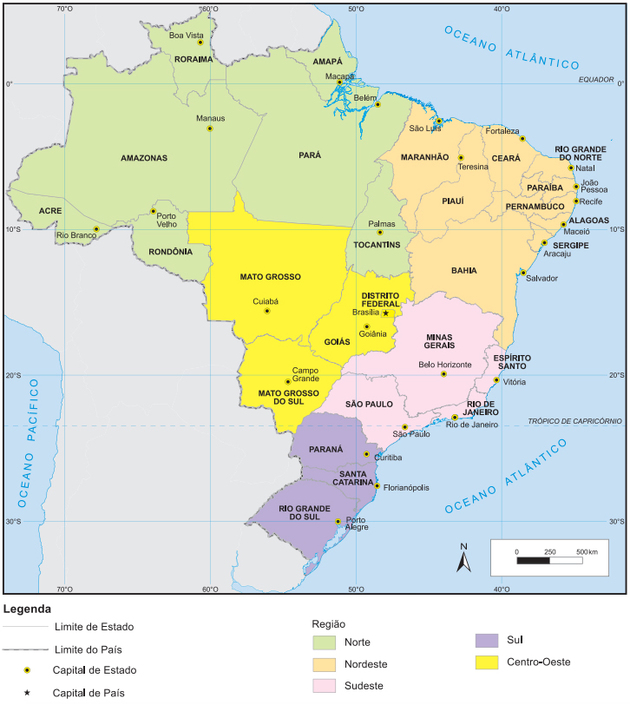 70°O
60°O
50°O
40°O
OCEANO ATLÂNTICO
Boa Vista
RORAIMA
AMAPÁ
Macapá
EQUADOR
0°
Belém
São Luís
Fortaleza
Manaus
RIO GRANDE
DO NORTE
Natal
AMAZONAS
PARÁ
MARANHÃO
Teresina
CEARÁ
PARAÍBA
João
Pessoa
PIAUÍ
PERNAMBUCO
Recife
ACRE
Porto
Velho
Rio Branco
Palmas
TOCANTINS
ALAGOAS
Maceió
10°S
10°S
SERGIPE
Aracaju
RONDÔNIA
MATO GROSSO
BAHIA
Salvador
Cuiabá
DISTRITO
FEDERAL
Brasília
Goiânia
GOIÁS
MINAS
GERAIS
Belo Horizonte
ESPÍRITO
SANTO
Vitória
Campo
Grande
MATO GROSSO
DO SUL
20°S
20°S
SÃO PAULO
RIO DE
JANEIRO
Rio de Janeiro
São Paulo
TRÓPICO DE CAPRICÓRNIO
OCEANO PACÍFICO
PARANÁ
Curitiba
SANTA
CATARINA
Florianópolis
OCEANO ATLÂNTICO
RIO GRANDE
DO SUL
Porto
Alegre
30°S
30°S
N
0 250 500km
70°O
60°O
50°O
40°O
Legenda
Limite de Estado
Limite do País
Capital de Estado
Capital de País
Região
Norte
Nordeste
Sudeste
Sul
Centro-Oeste